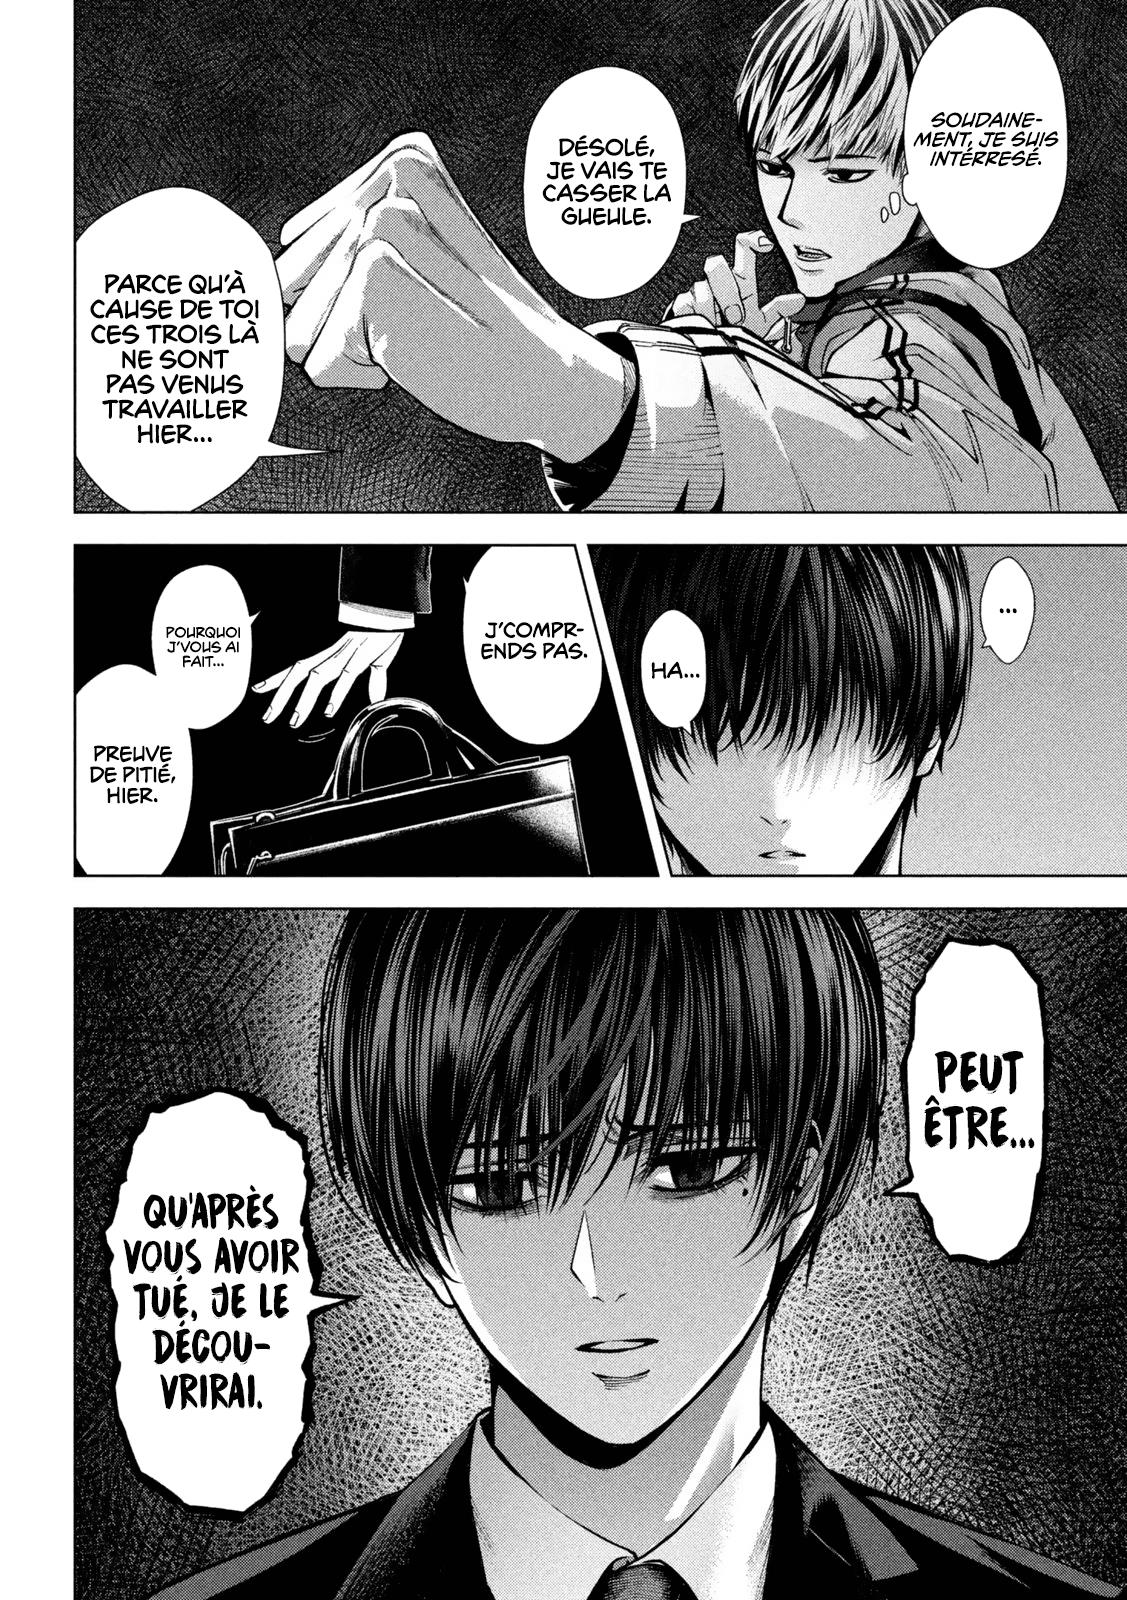 SOUDAINE-
MENT, JE SUIS
INTÉRRESÉ.
DÉSOLÉ,
JE VAIS TE
CASSER LA
GUEULE.
PARCE QU'À
CAUSE DE TOI
CES TROIS LÀ
NE SONT
PAS VENUS
TRAVAILLER
HIER...
...
HA...
J'COMPR-
ENDS PAS.
POURQUOI
J'VOUS AI
FAIT...
PREUVE
DE PITIÉ,
HIER.
PEUT
ÊTRE...
QU'APRÈS
VOUS AVOIR
TUÉ, JE LE
DÉCOU-
VRIRAI.